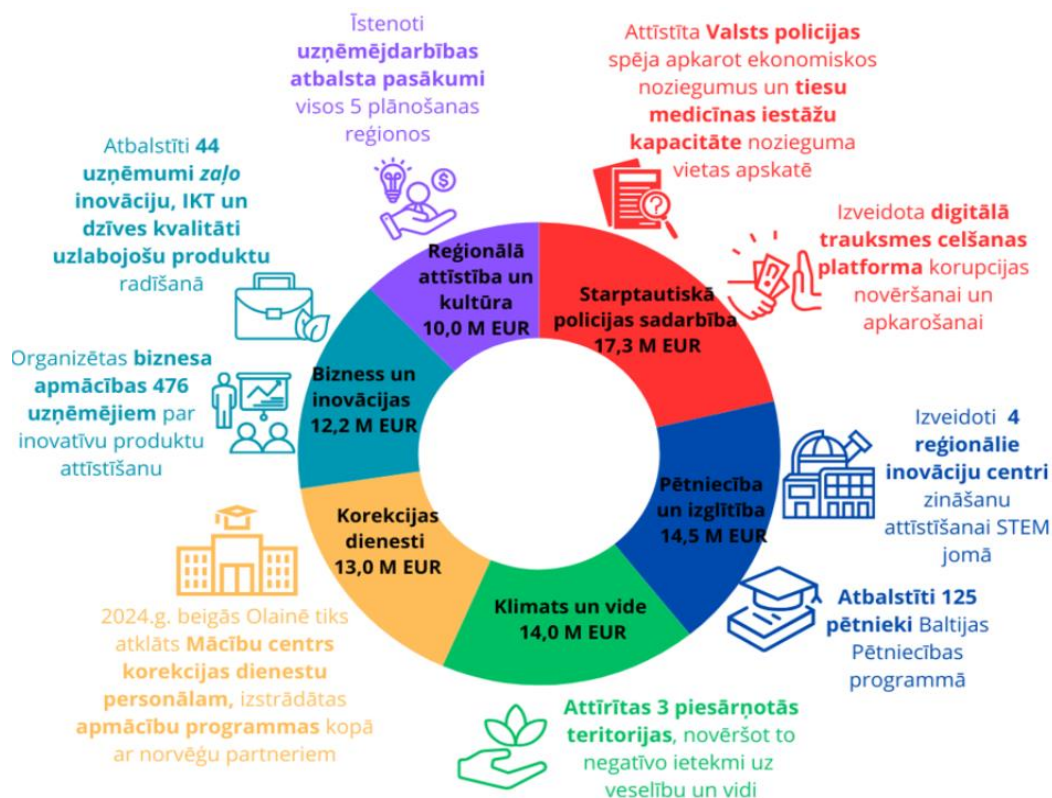 Īstenoti
uzņēmējdarbības
atbalsta pasākumi
visos 5 plānošanas
reģionos
Attīstīta Valsts policijas
spēja apkarot ekonomiskos
noziegumus un tiesu
medicīnas iestāžu
kapacitāte nozieguma
vietas apskatē
Atbalstīti 44
uzņēmumi zaļo
inovāciju, IKT un
dzīves kvalitāti
uzlabojošu produktu
radīšanā
Izveidota digitālā
trauksmes celšanas
platforma korupcijas
novēršanai un
apkarošanai
Reģionālā
attīstība un
kultūra
10,0 M EUR
Starptautiskā
policijas sadarbība
17,3 M EUR
Organizētas biznesa
apmācības 476
uzņēmējiem par
inovatīvu produktu
attīstīšanu
Bizness un
inovācijas
12,2 M EUR
Izveidoti 4
reģionālie
inovāciju centri
zināšanu
attīstīšanai STEM
jomā
Pētniecība
un izglītība
14,5 M EUR
Korekcijas
dienesti
13,0 M EUR
Klimats un vide
14,0 M EUR
Atbalstīti 125
pētnieki Baltijas
Pētniecības
programmā
2024.g. beigās Olainē tiks
atklāts Mācību centrs
korekcijas dienestu
personālam, izstrādātas
apmācību programmas kopā
ar norvēģu partneriem
Attīrītas 3 piesārņotās
teritorijas, novēršot to
negatīvo ietekmi uz
veselību un vidi